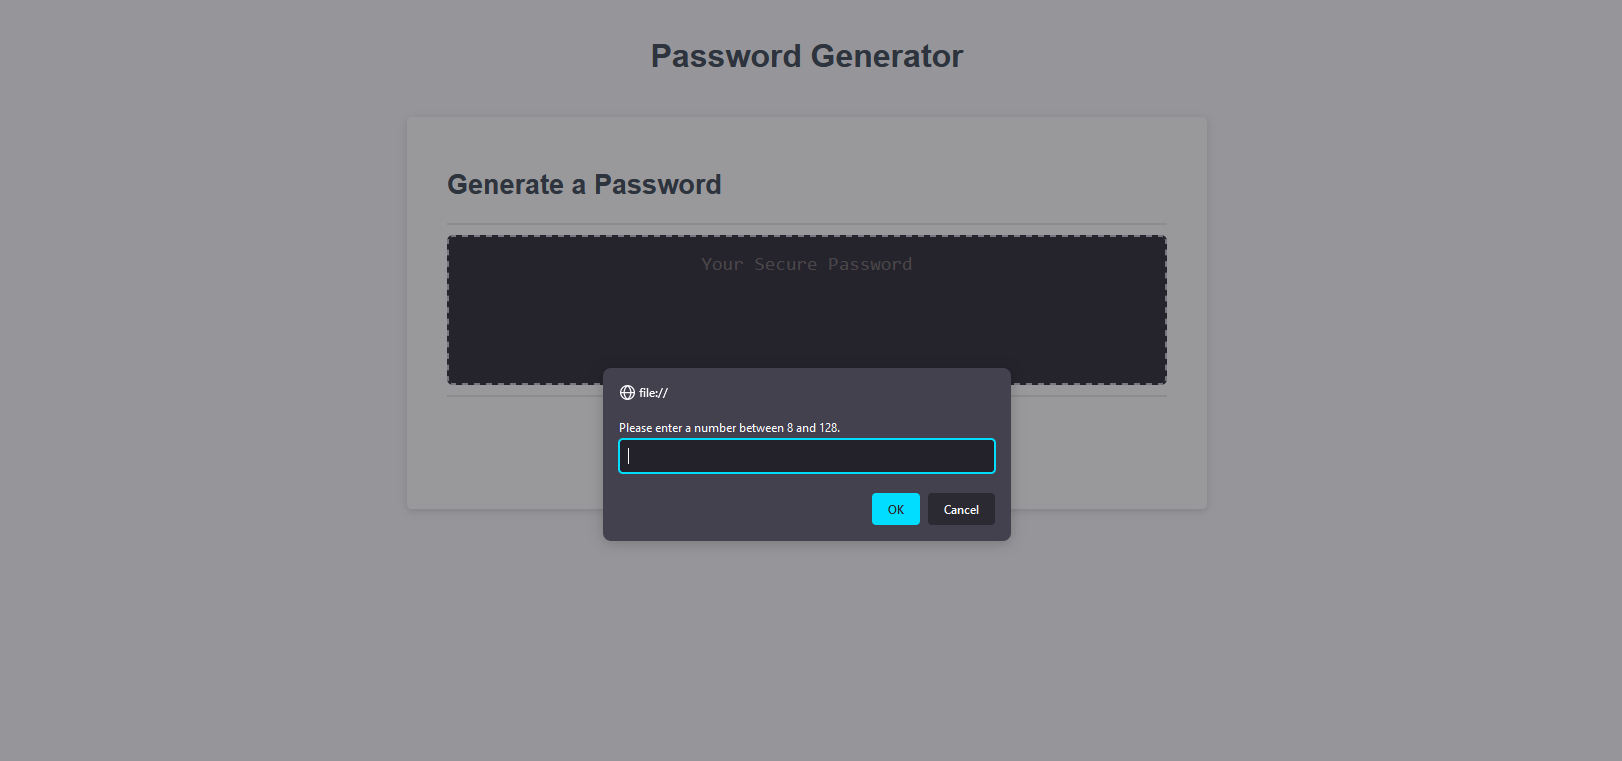 Password Generator
Generate a Password
Your Secure Password
file://
Please enter a number between 8 and 128.
OK Cancel